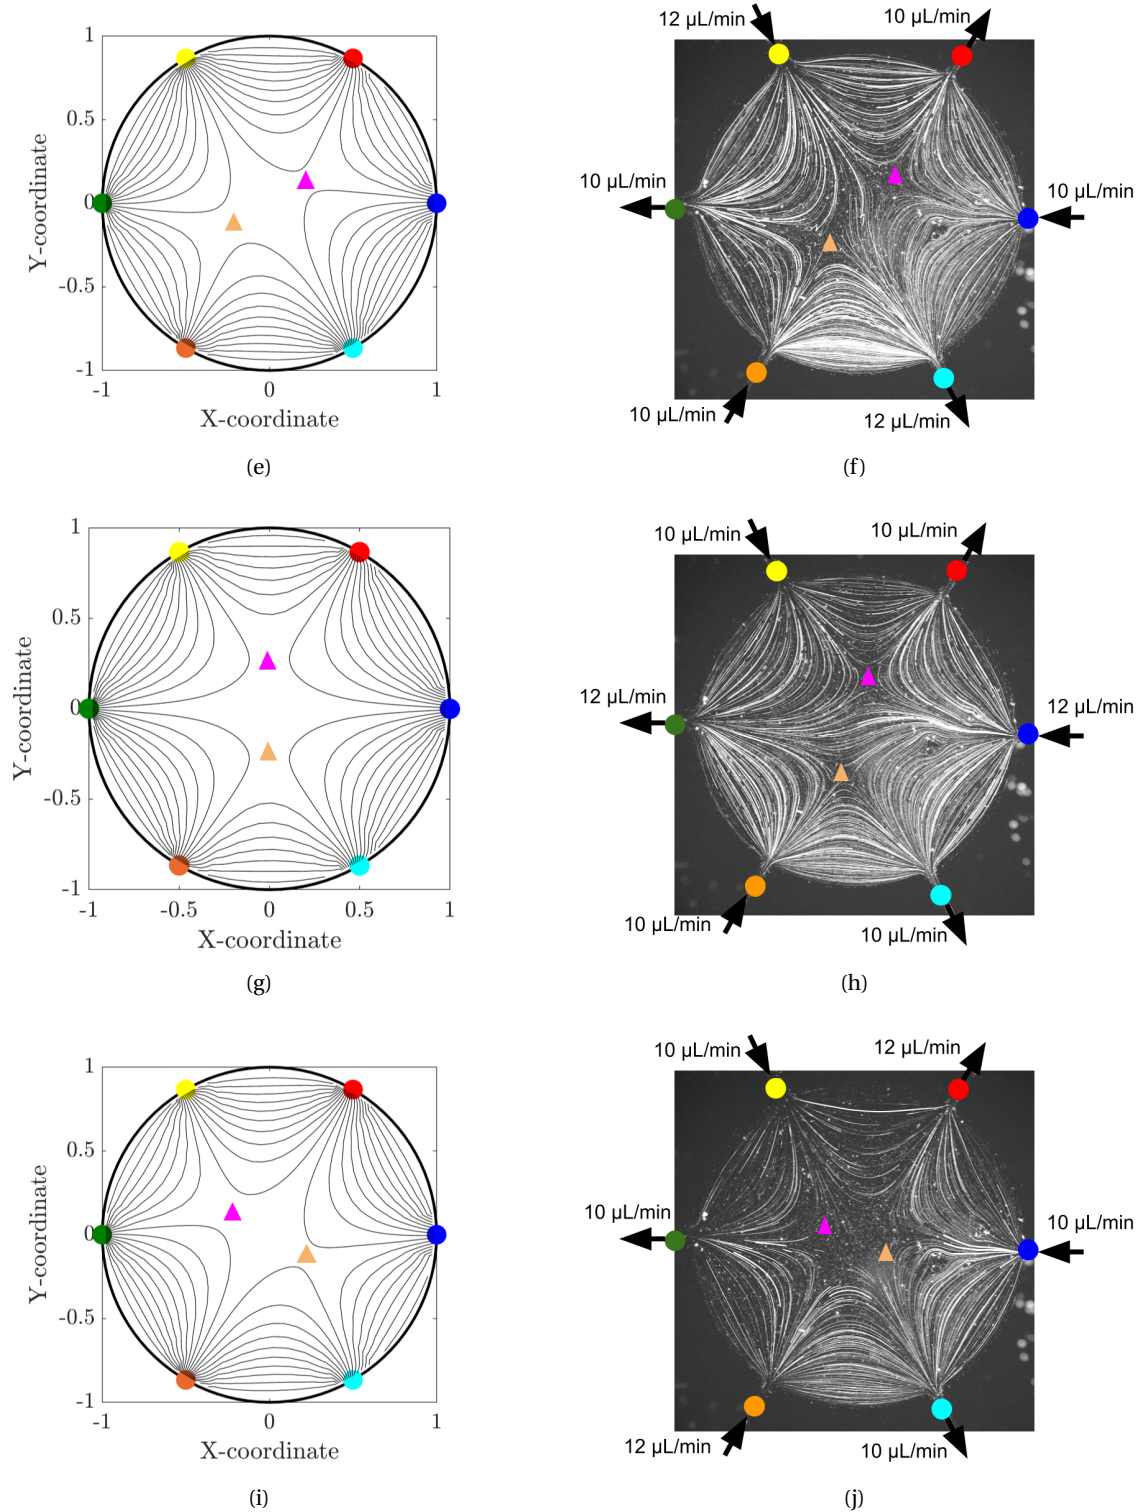 1
0.5
0
-0.5
-1
-1
0
1
Y-coordinate
X-coordinate
(e)
12 µL/min
10 µL/min
10 µL/min
10 µL/min
10 µL/min
12 µL/min
(f)
1
0.5
0
-0.5
-1
-1
-0.5
0
0.5
1
Y-coordinate
X-coordinate
(g)
10 µL/min
10 µL/min
12 µL/min
12 µL/min
10 µL/min
10 µL/min
(h)
1
0.5
0
-0.5
-1
-1
0
1
Y-coordinate
X-coordinate
(i)
10 µL/min
12 µL/min
10 µL/min
10 µL/min
12 µL/min
10 µL/min
(j)